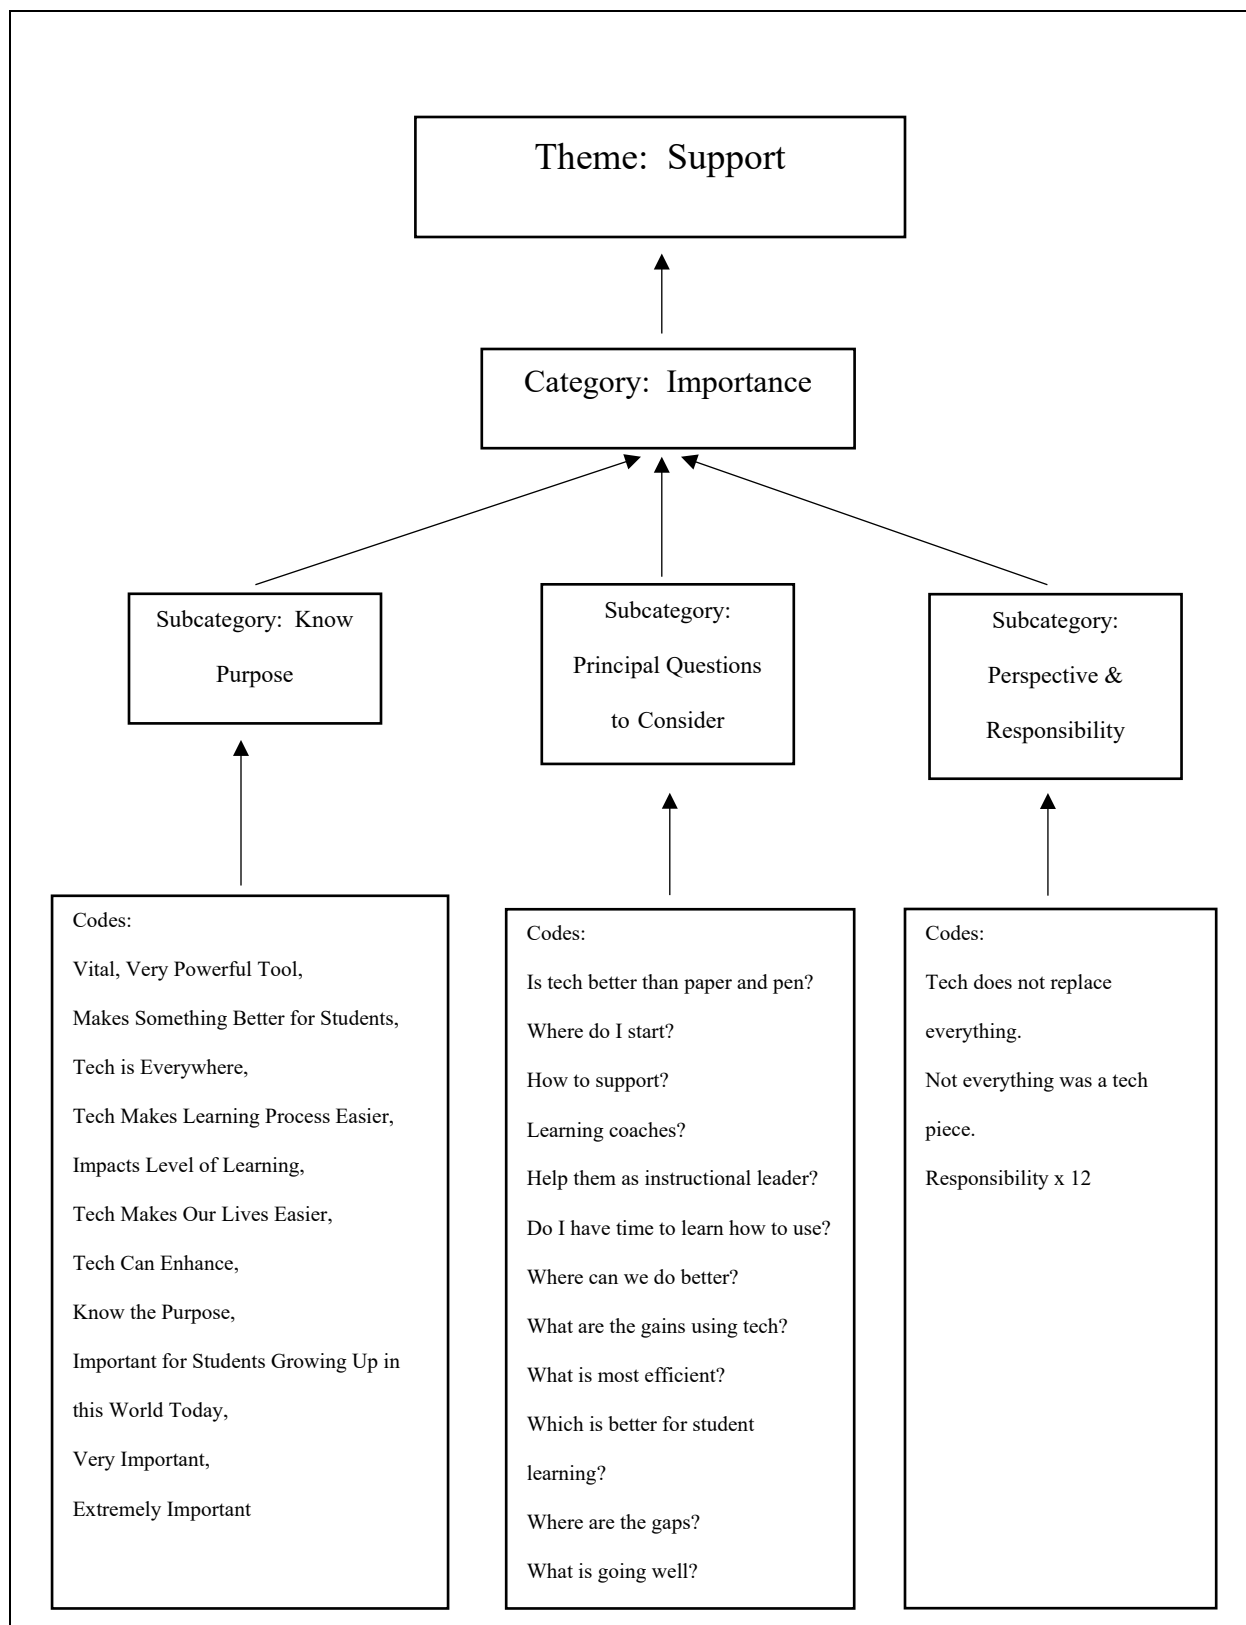 Theme: Support
Category: Importance
Subcategory: Know
Purpose
Subcategory:
Principal Questions
to Consider
Subcategory:
Perspective &
Responsibility
Codes:
Vital, Very Powerful Tool,
Makes Something Better for Students,
Tech is Everywhere,
Tech Makes Learning Process Easier,
Impacts Level of Learning,
Tech Makes Our Lives Easier,
Tech Can Enhance,
Know the Purpose,
Important for Students Growing Up in
this World Today,
Very Important,
Extremely Important
Codes:
Is tech better than paper and pen?
Where do I start?
How to support?
Learning coaches?
Help them as instructional leader?
Do I have time to learn how to use?
Where can we do better?
What are the gains using tech?
What is most efficient?
Which is better for student
learning?
Where are the gaps?
What is going well?
Codes:
Tech does not replace
everything.
Not everything was a tech
piece.
Responsibility x 12